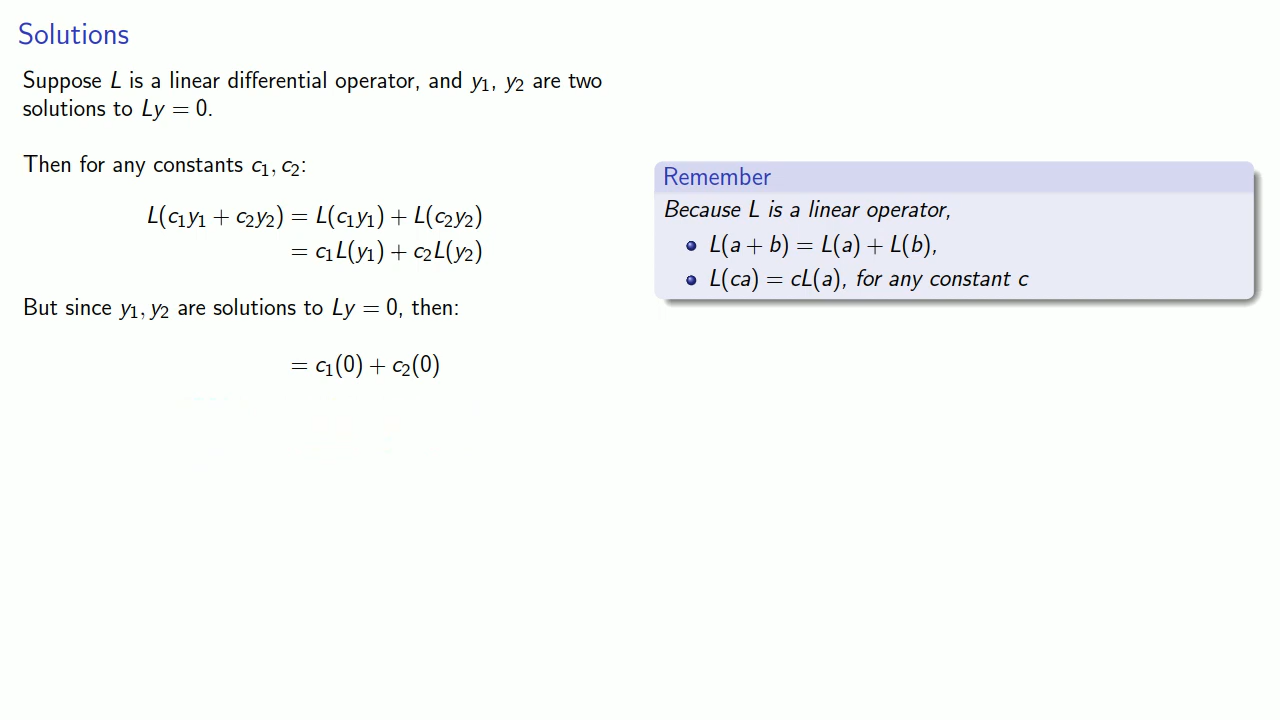 Solutions
Suppose L is a linear differential operator, and y₁, y₂ are two
solutions to Ly = 0.
Then for any constants c₁, c₂:
L(c₁y₁ + c₂y₂) = L(c₁y₁) + L(c₂y₂)
= c₁L(y₁) + c₂L(y₂)
But since y₁, y₂ are solutions to Ly = 0, then:
= c₁(0) + c₂(0)
Remember
Because L is a linear operator,
• L(a + b) = L(a) + L(b),
• L(ca) = cL(a), for any constant c